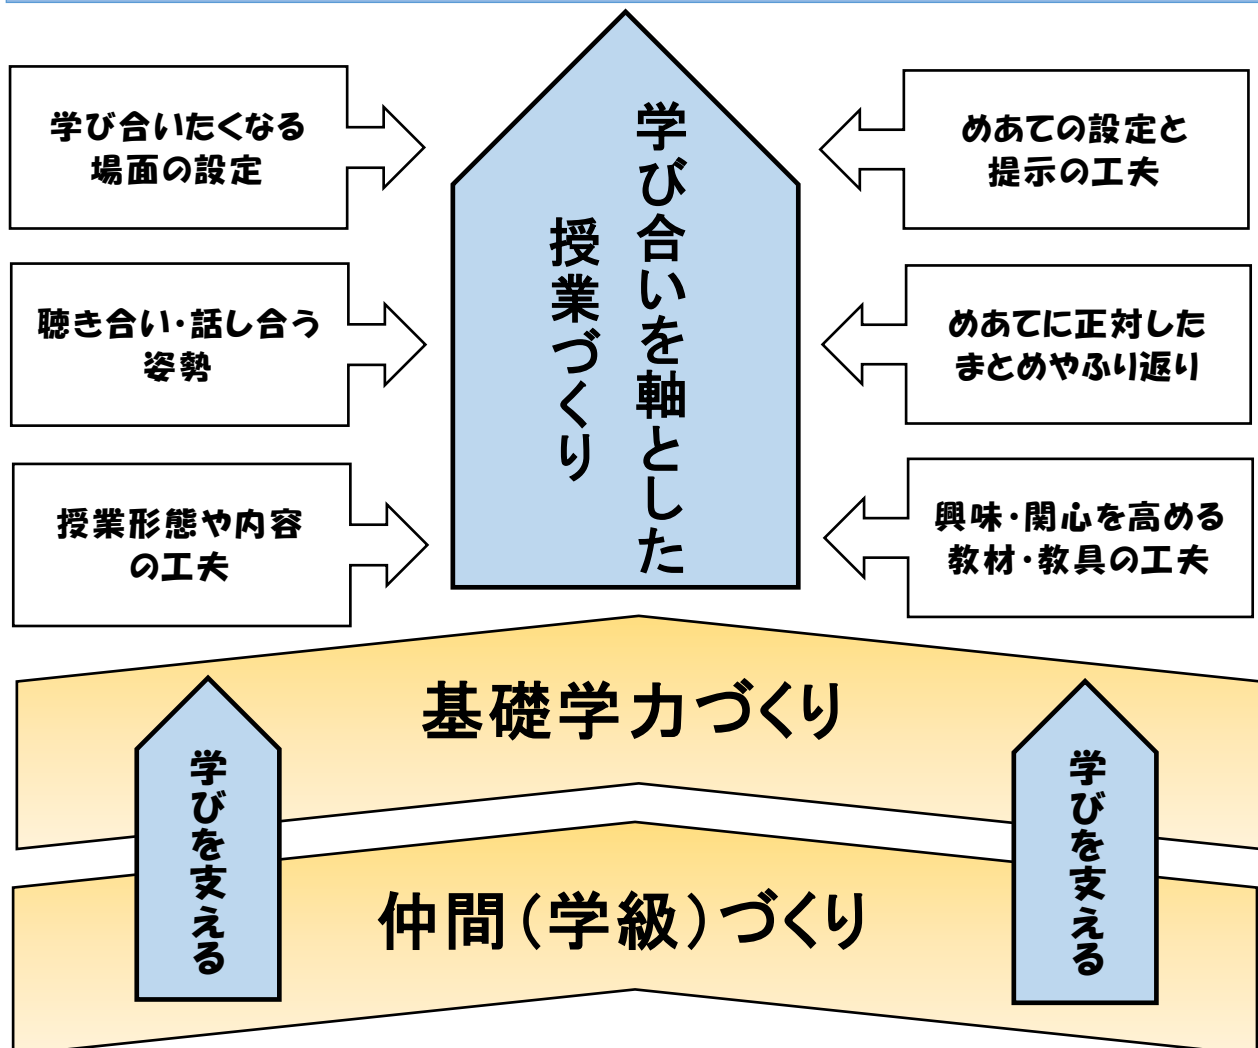 学び合いたくなる
場面の設定
聴き合い・話し合う
姿勢
授業形態や内容
の工夫
学び合いを軸とした
授業づくり
めあての設定と
提示の工夫
めあてに正対した
まとめやふり返り
興味・関心を高める
教材・教具の工夫
基礎学力づくり
学びを支える
学びを支える
仲間(学級)づくり